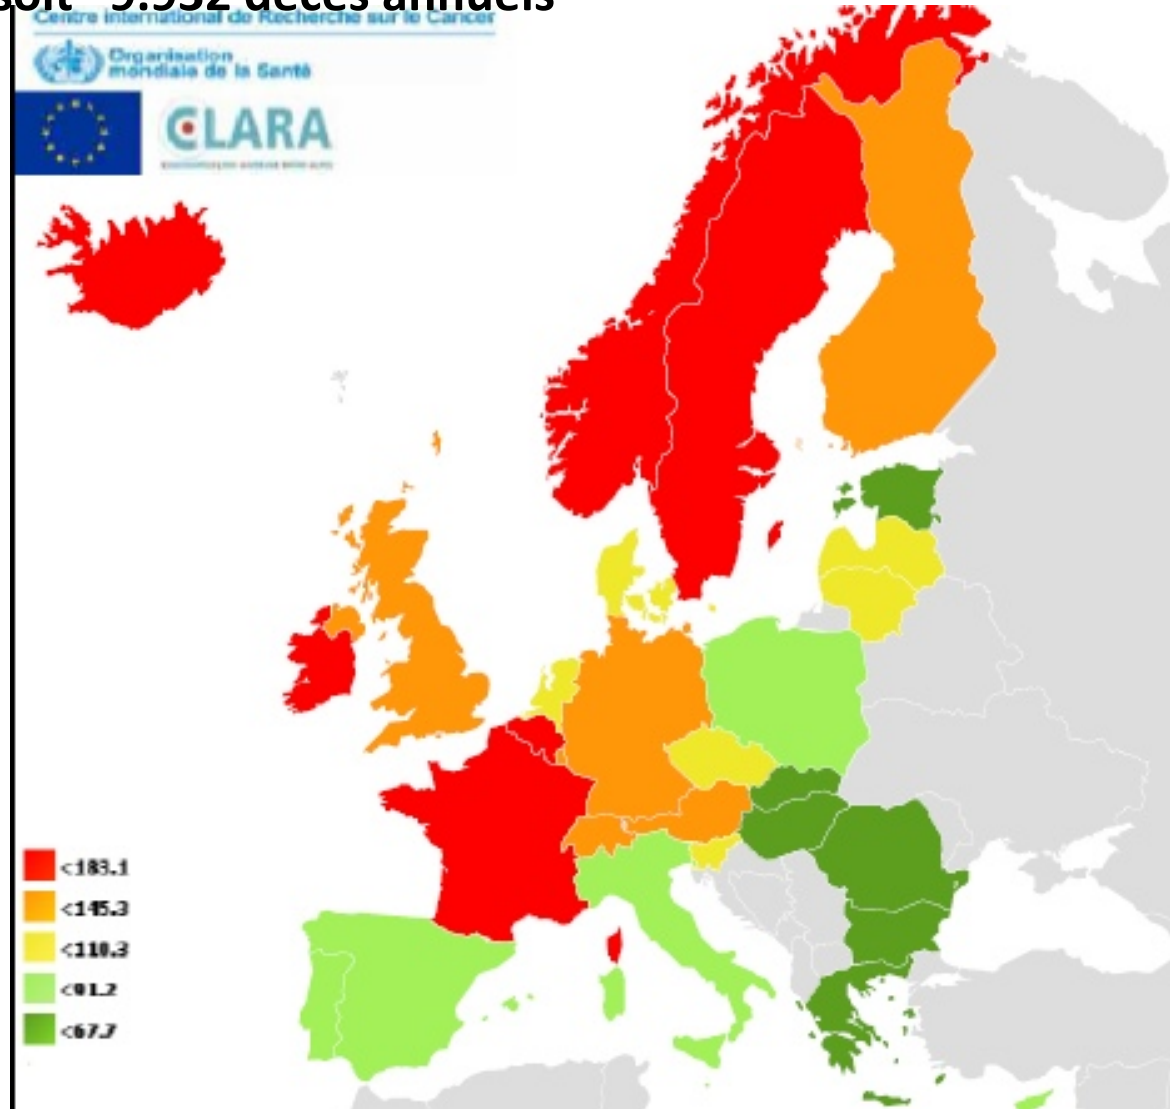 soit 9.952 décès annuels
Centre International de Recherche sur le Cancer
Organisation
mondiale de la Santé
CLARA
<183.1
<145.3
<110.3
<91.2
<67.7